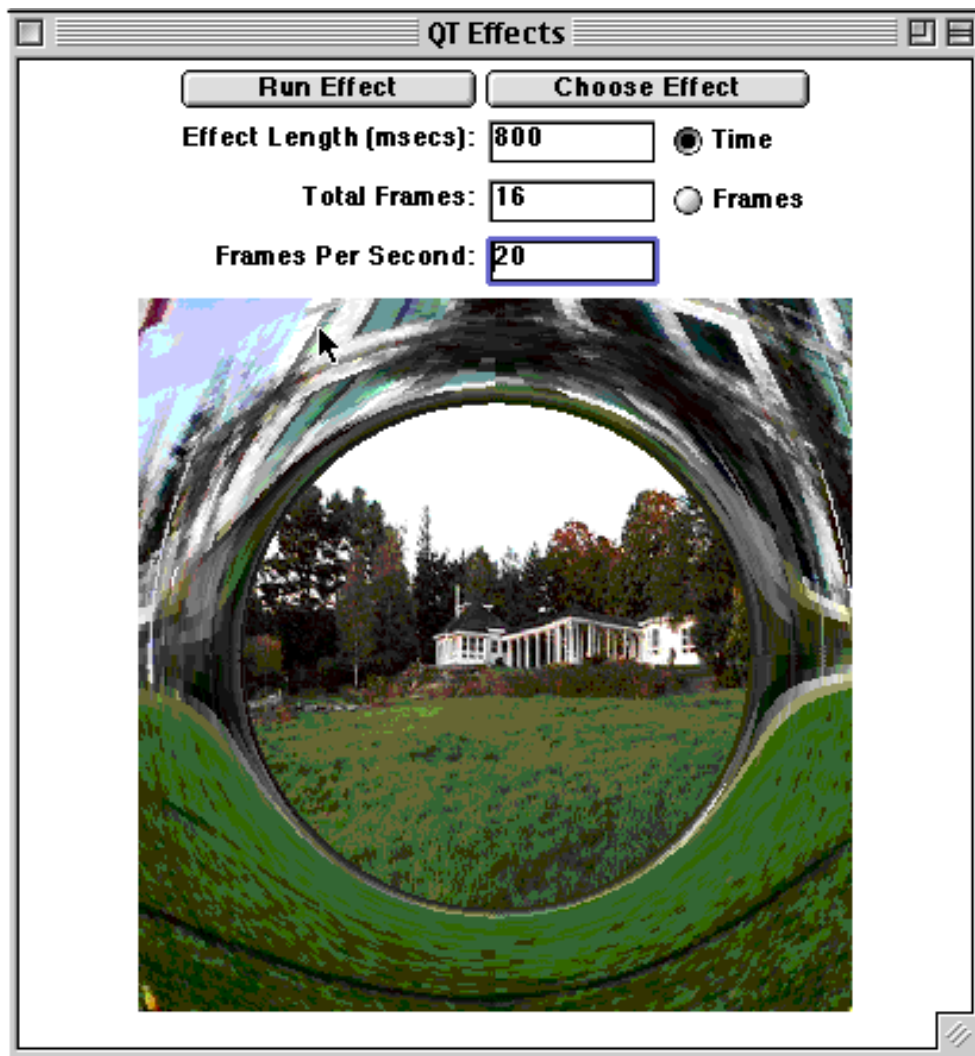 QT Effects
Run Effect Choose Effect
Effect Length (msecs): 800 Time
Total Frames: 16 Frames
Frames Per Second: 20